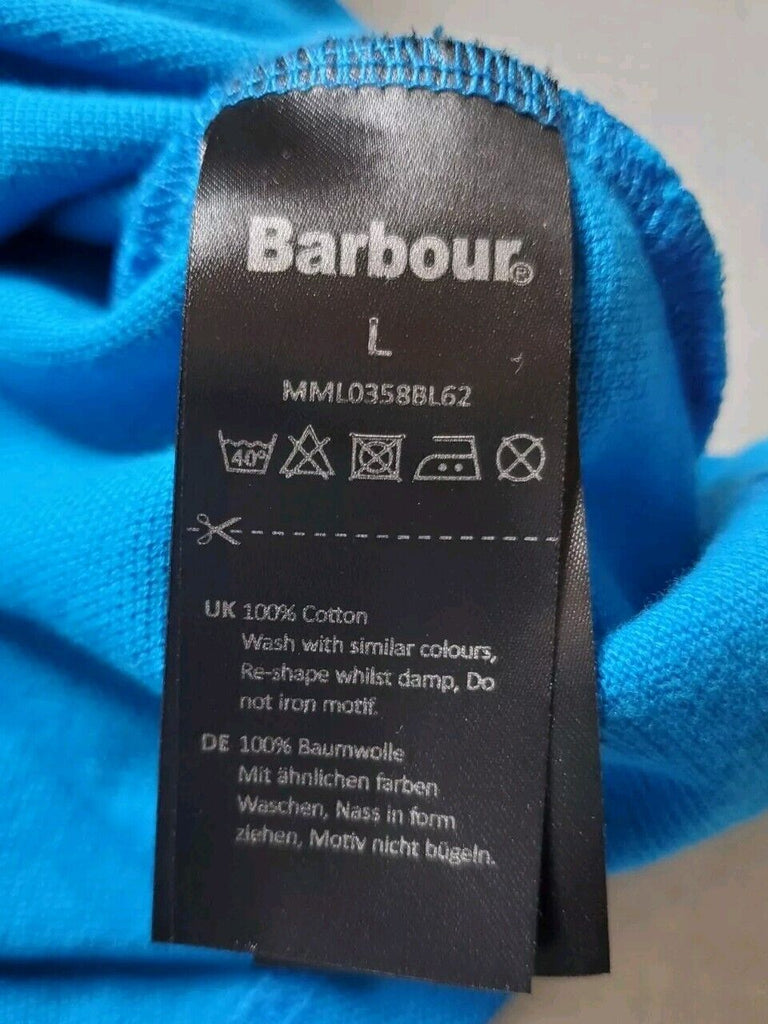 Barbour®
L
MML0358BL62
40°
UK 100% Cotton
Wash with similar colours,
Re-shape whilst damp, Do
not iron motif.
DE 100% Baumwolle
Mit ähnlichen farben
Waschen, Nass in form
ziehen, Motiv nicht bügeln.